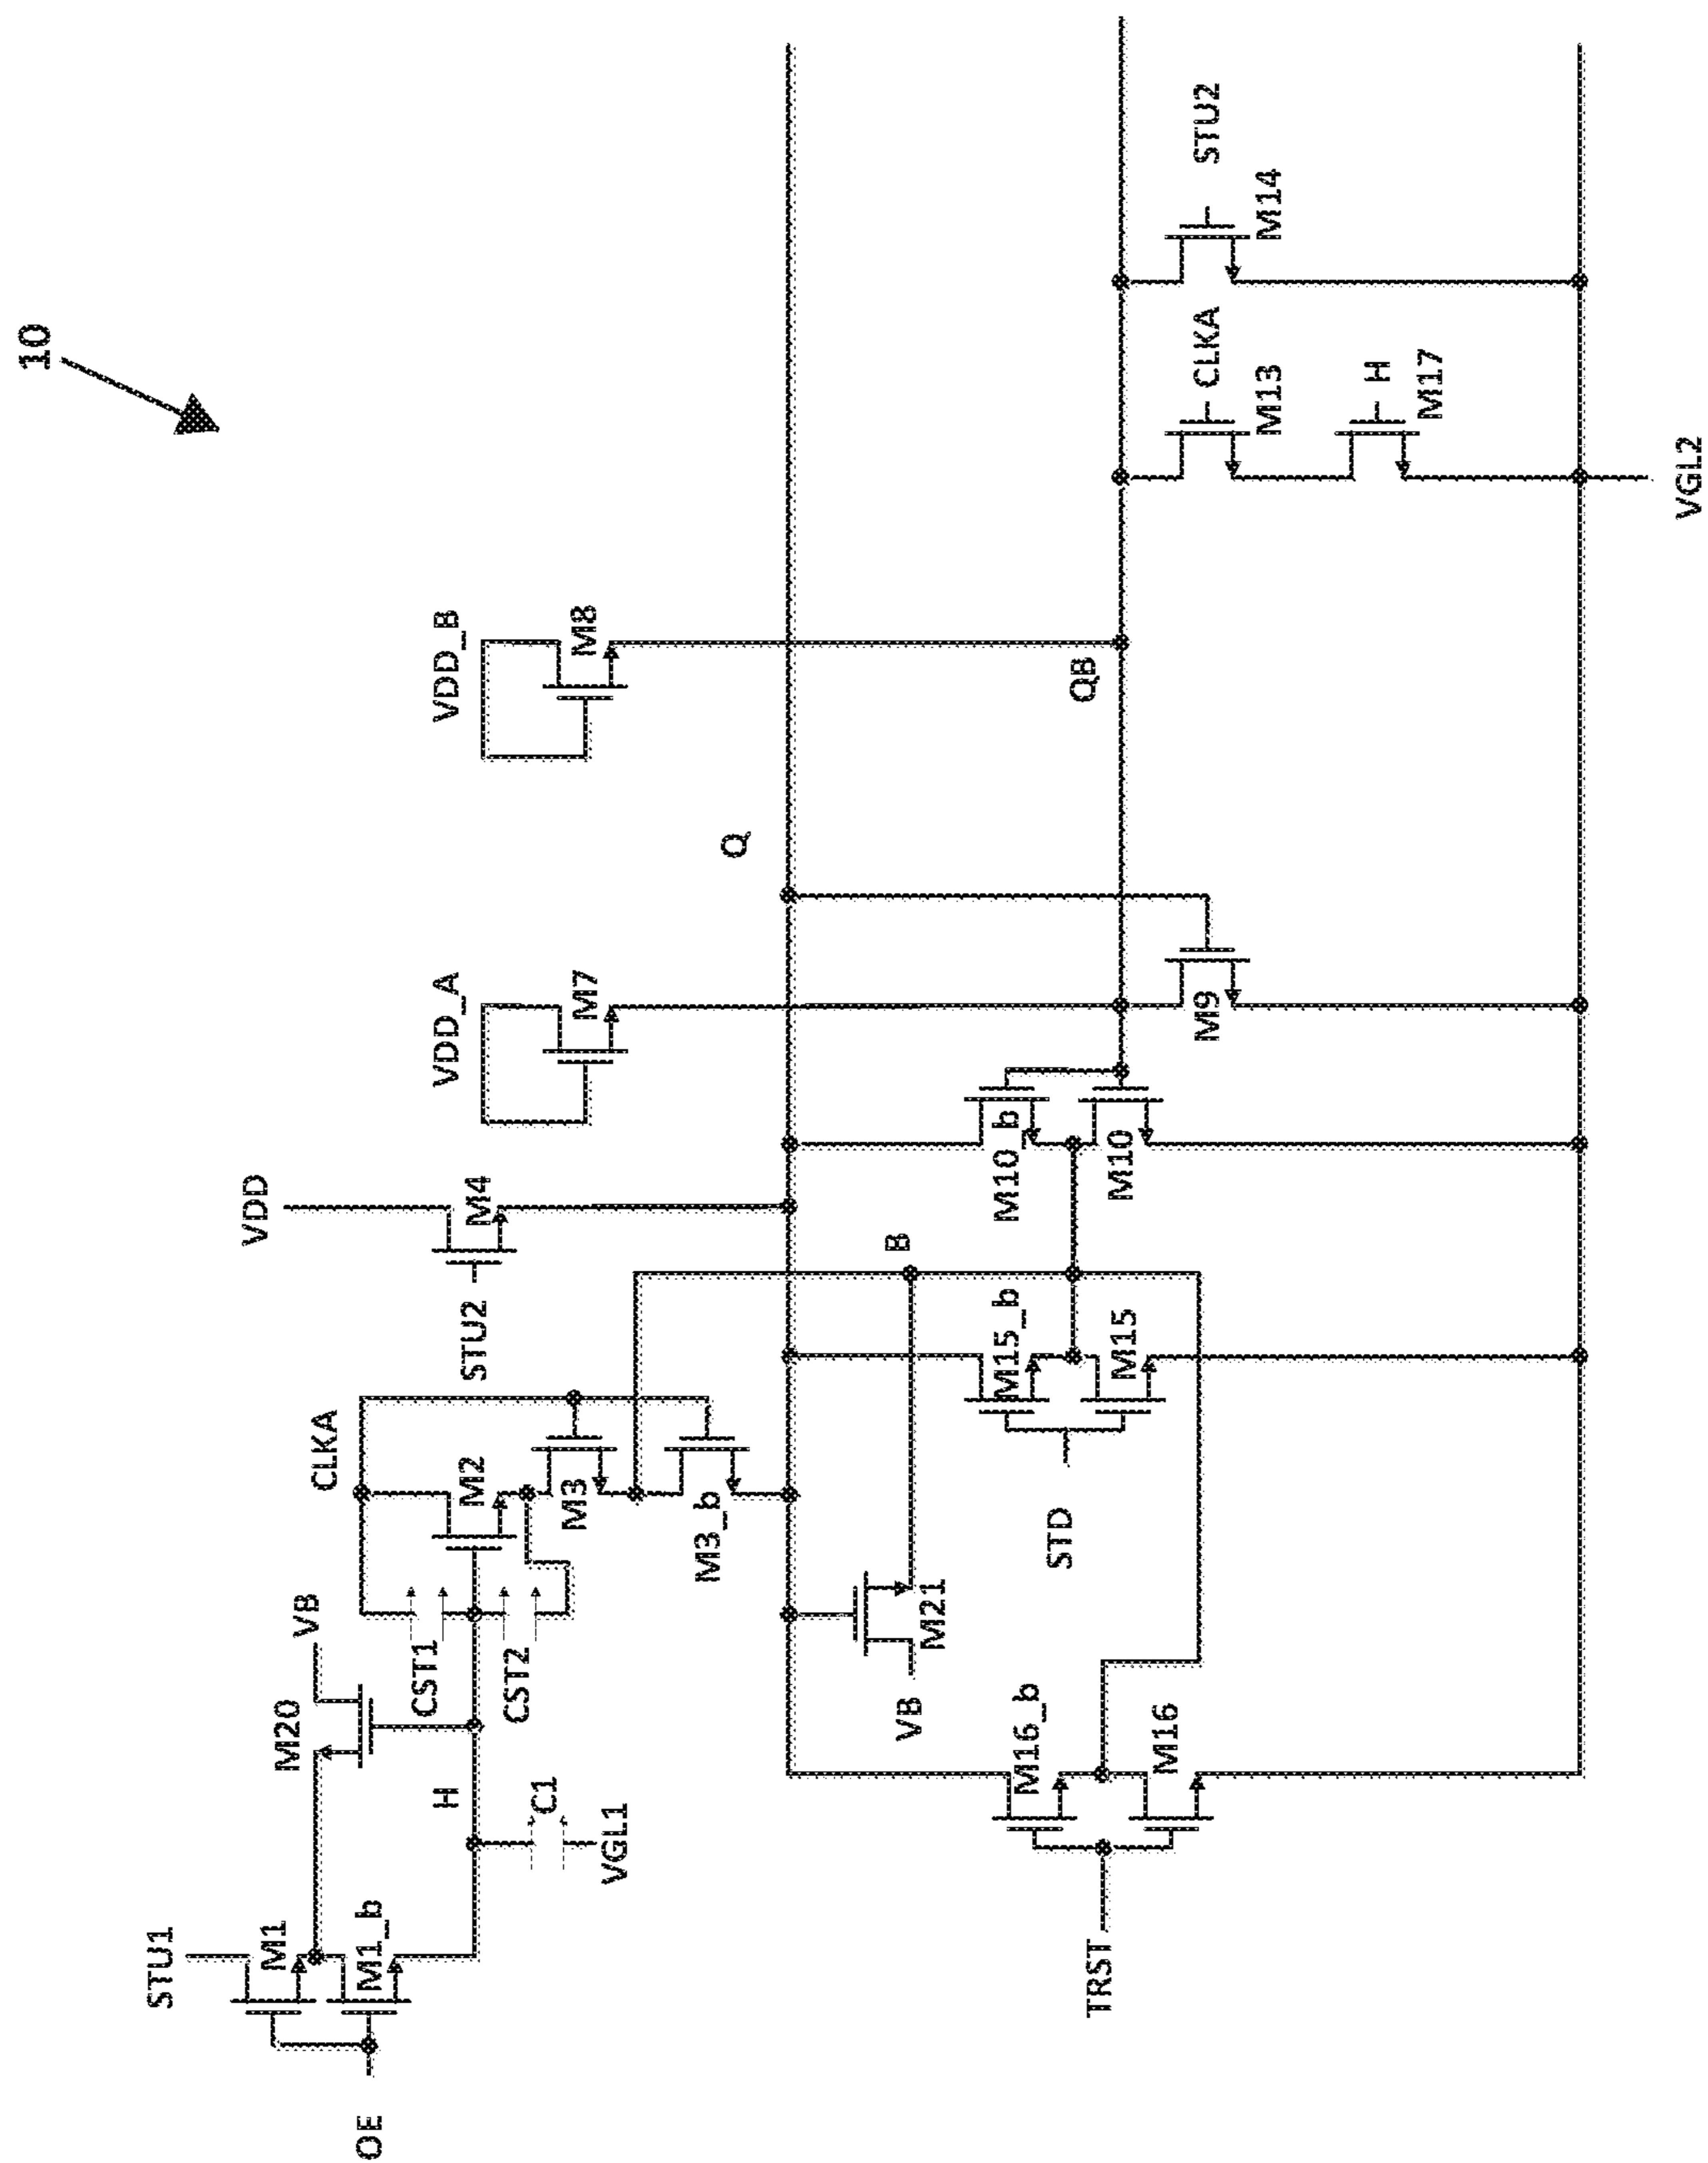 10
STU1
OE
M1
M1_b
M20
VB
H
C1
VGL1
CST1
CST2
CLKA
M2
M3
M3_b
STU2
VDD
M4
VDD_A
M7
VDD_B
M8
Q
QB
B
M21
VB
TRST
M16_b
M16
STD
M15_b
M15
M10_b
M10
M9
CLKA
M13
H
M17
STU2
M14
VGL2